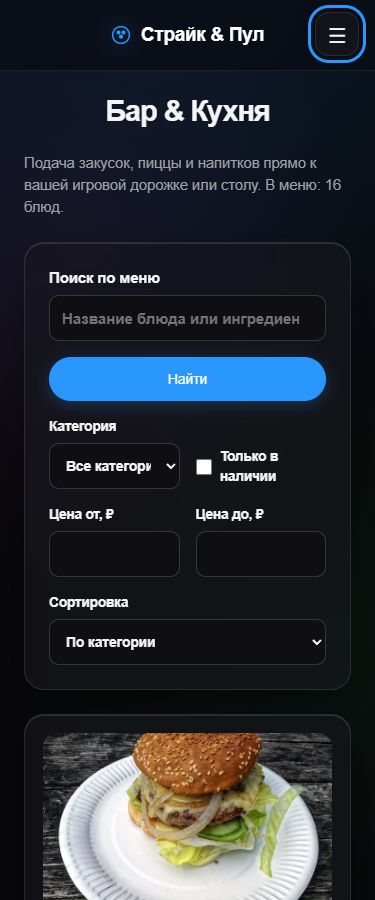 Страйк & Пул
☰
Бар & Кухня
Подача закусок, пиццы и напитков прямо к
вашей игровой дорожке или столу. В меню: 16
блюд.
Поиск по меню
Название блюда или ингредиен
Найти
Категория
Все категори
Только в
наличии
Цена от, ₽
Цена до, ₽
Сортировка
По категории